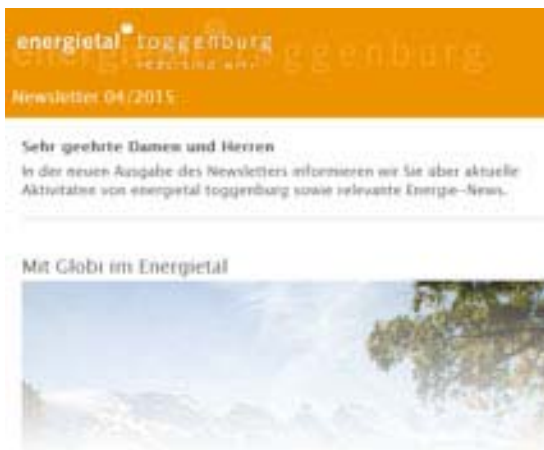 energietal toggenburg
Newsletter 04/2015
Sehr geehrte Damen und Herren
In der neuen Ausgabe des Newsletters informieren wir Sie über aktuelle
Aktivitäten von energietal toggenburg sowie relevante Energie-News.
Mit Globi im Energietal